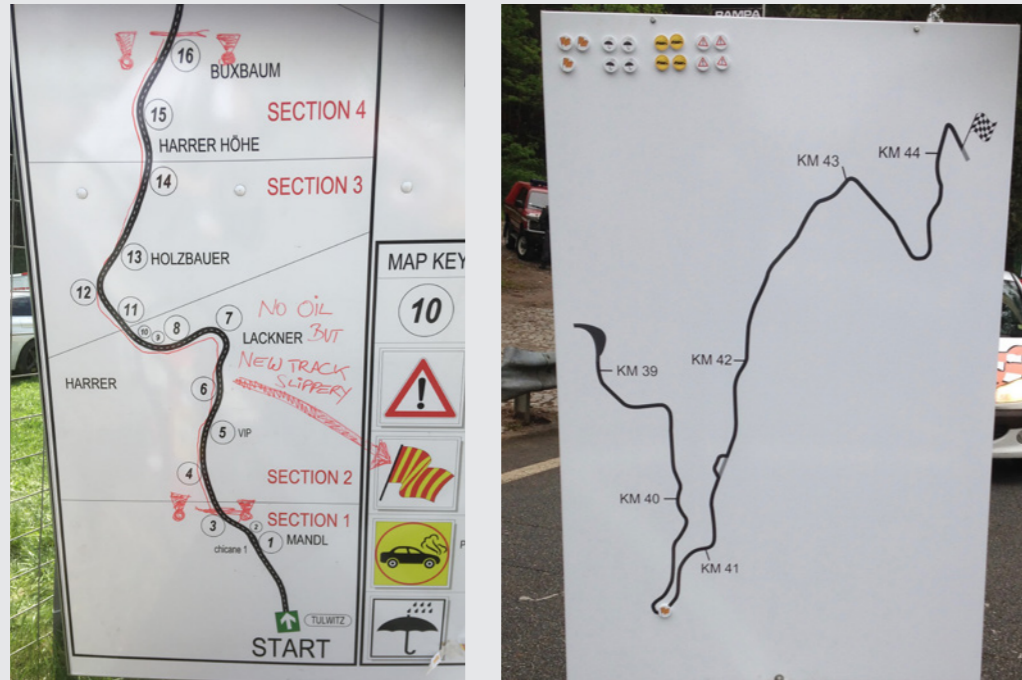 16
BUXBAUM
15
SECTION 4
HARRER HÖHE
14
SECTION 3
13 HOLZBAUER
12
11
10
9
8
7
NO OIL
BUT
LACKNER
NEW TRACK
SLIPPERY
HARRER
6
5 VIP
4
SECTION 2
SECTION 1
3
2
1
MANDL
chicane 1
TULWITZ
START
MAP KEY
10
P
RAMPA
KM 44
KM 43
KM 42
KM 39
KM 40
KM 41